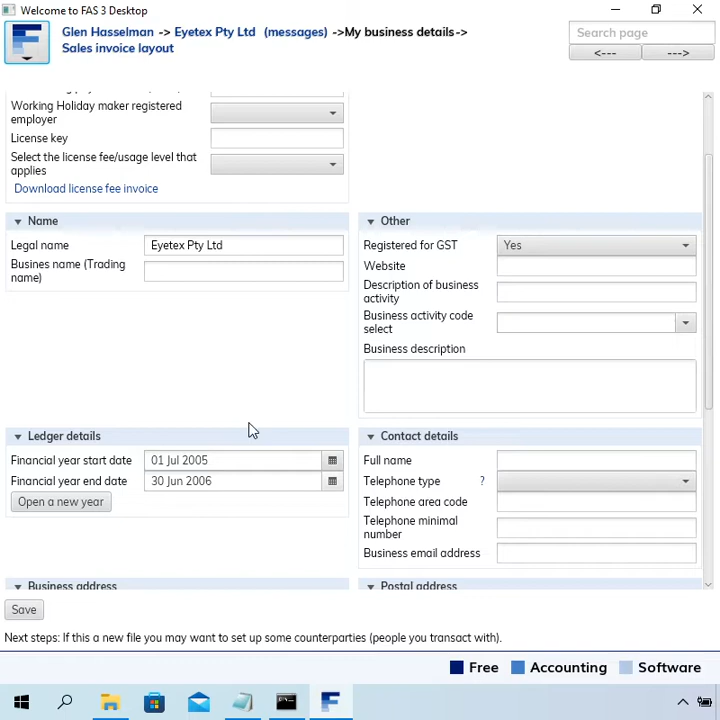 Welcome to FAS 3 Desktop
Glen Hasselman -> Eyetex Pty Ltd (messages) ->My business details->
Sales invoice layout
Search page
<---
--->
Working Holiday maker registered
employer
License key
Select the license fee/usage level that
applies
Download license fee invoice
Name
Legal name
Eyetex Pty Ltd
Busines name (Trading
name)
Other
Registered for GST
Yes
Website
Description of business
activity
Business activity code
select
Business description
Ledger details
Financial year start date
01 Jul 2005
Financial year end date
30 Jun 2006
Open a new year
Contact details
Full name
Telephone type ?
Telephone area code
Telephone minimal
number
Business email address
Business address
Postal address
Save
Next steps: If this a new file you may want to set up some counterparties (people you transact with).
Free Accounting Software